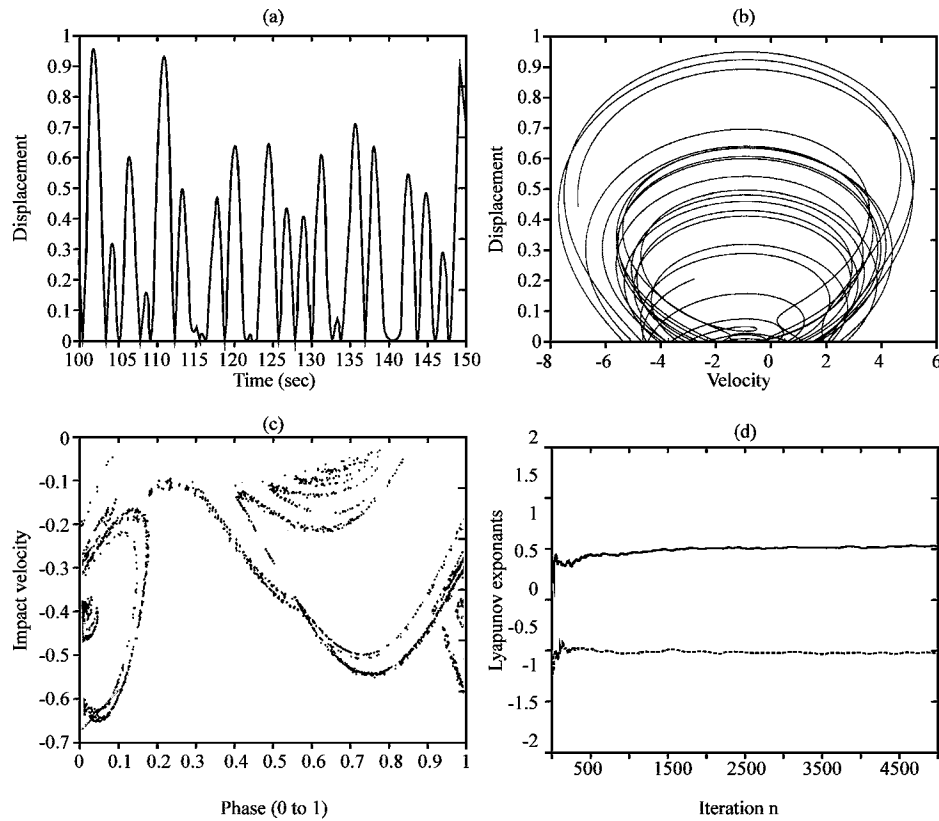 (a)
1
0.9
0.8
0.7
0.6
0.5
0.4
0.3
0.2
0.1
0
Displacement
100 105 110 115 120 125 130 135 140 145 150
Time (sec)
(b)
1
0.9
0.8
0.7
0.6
0.5
0.4
0.3
0.2
0.1
0
Displacement
-8 -6 -4 -2 0 2 4 6
Velocity
(c)
0
-0.1
-0.2
-0.3
-0.4
-0.5
-0.6
-0.7
Impact velocity
0 0.1 0.2 0.3 0.4 0.5 0.6 0.7 0.8 0.9 1
Phase (0 to 1)
(d)
2
1.5
1
0.5
0
-0.5
-1
-1.5
-2
Lyapunov exponants
500 1500 2500 3500 4500
Iteration n